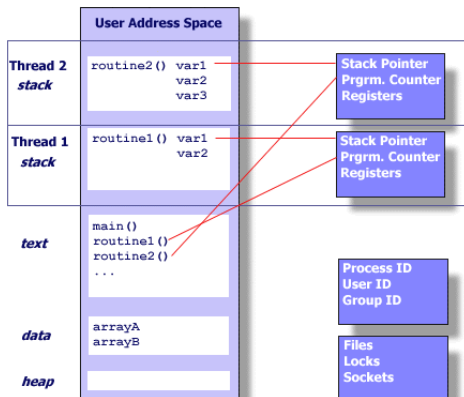 User Address Space
Thread 2
stack
routine2() var1
var2
var3
Stack Pointer
Prgrm. Counter
Registers
Thread 1
stack
routine1() var1
var2
Stack Pointer
Prgrm. Counter
Registers
text
main()
routine1()
routine2()
...
Process ID
User ID
Group ID
data
arrayA
arrayB
Files
Locks
Sockets
heap